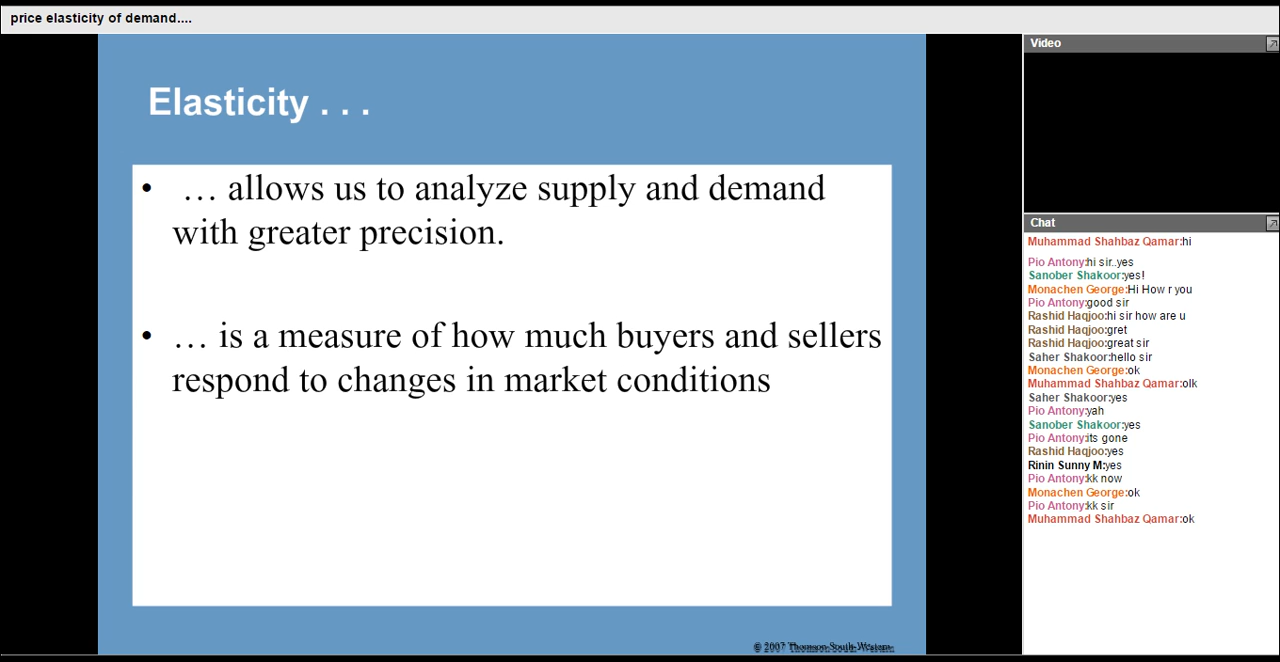 price elasticity of demand....
Elasticity . . .
• … allows us to analyze supply and demand
with greater precision.
• … is a measure of how much buyers and sellers
respond to changes in market conditions
© 2007 Thomson South-Western
Video
Chat
Muhammad Shahbaz Qamar:hi
Pio Antony:hi sir..yes
Sanober Shakoor:yes!
Monachen George:Hi How r you
Pio Antony:good sir
Rashid Haqjoo:hi sir how are u
Rashid Haqjoo:gret
Rashid Haqjoo:great sir
Saher Shakoor:hello sir
Monachen George:ok
Muhammad Shahbaz Qamar:olk
Saher Shakoor:yes
Pio Antony:yah
Sanober Shakoor:yes
Pio Antony:its gone
Rashid Haqjoo:yes
Rinin Sunny M:yes
Pio Antony:kk now
Monachen George:ok
Pio Antony:kk sir
Muhammad Shahbaz Qamar:ok